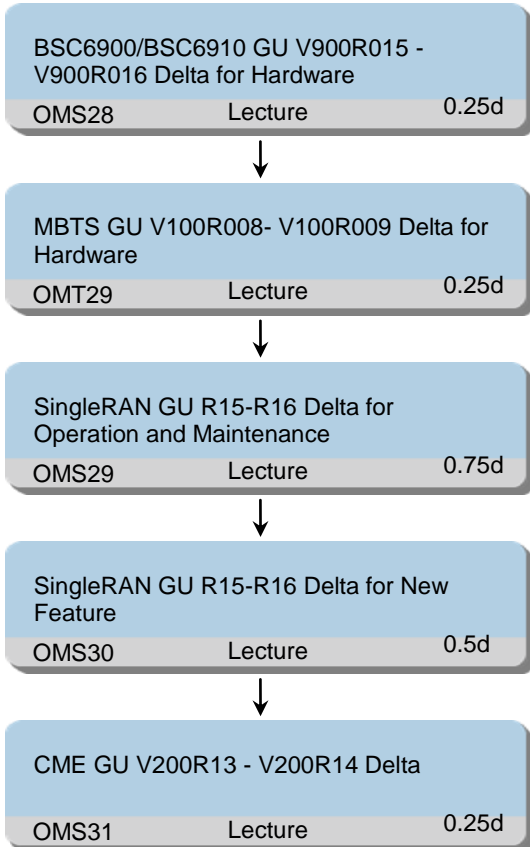 BSC6900/BSC6910 GU V900R015 -
V900R016 Delta for Hardware
OMS28 Lecture 0.25d
MBTS GU V100R008- V100R009 Delta for
Hardware
OMT29 Lecture 0.25d
SingleRAN GU R15-R16 Delta for
Operation and Maintenance
OMS29 Lecture 0.75d
SingleRAN GU R15-R16 Delta for New
Feature
OMS30 Lecture 0.5d
CME GU V200R13 - V200R14 Delta
OMS31 Lecture 0.25d